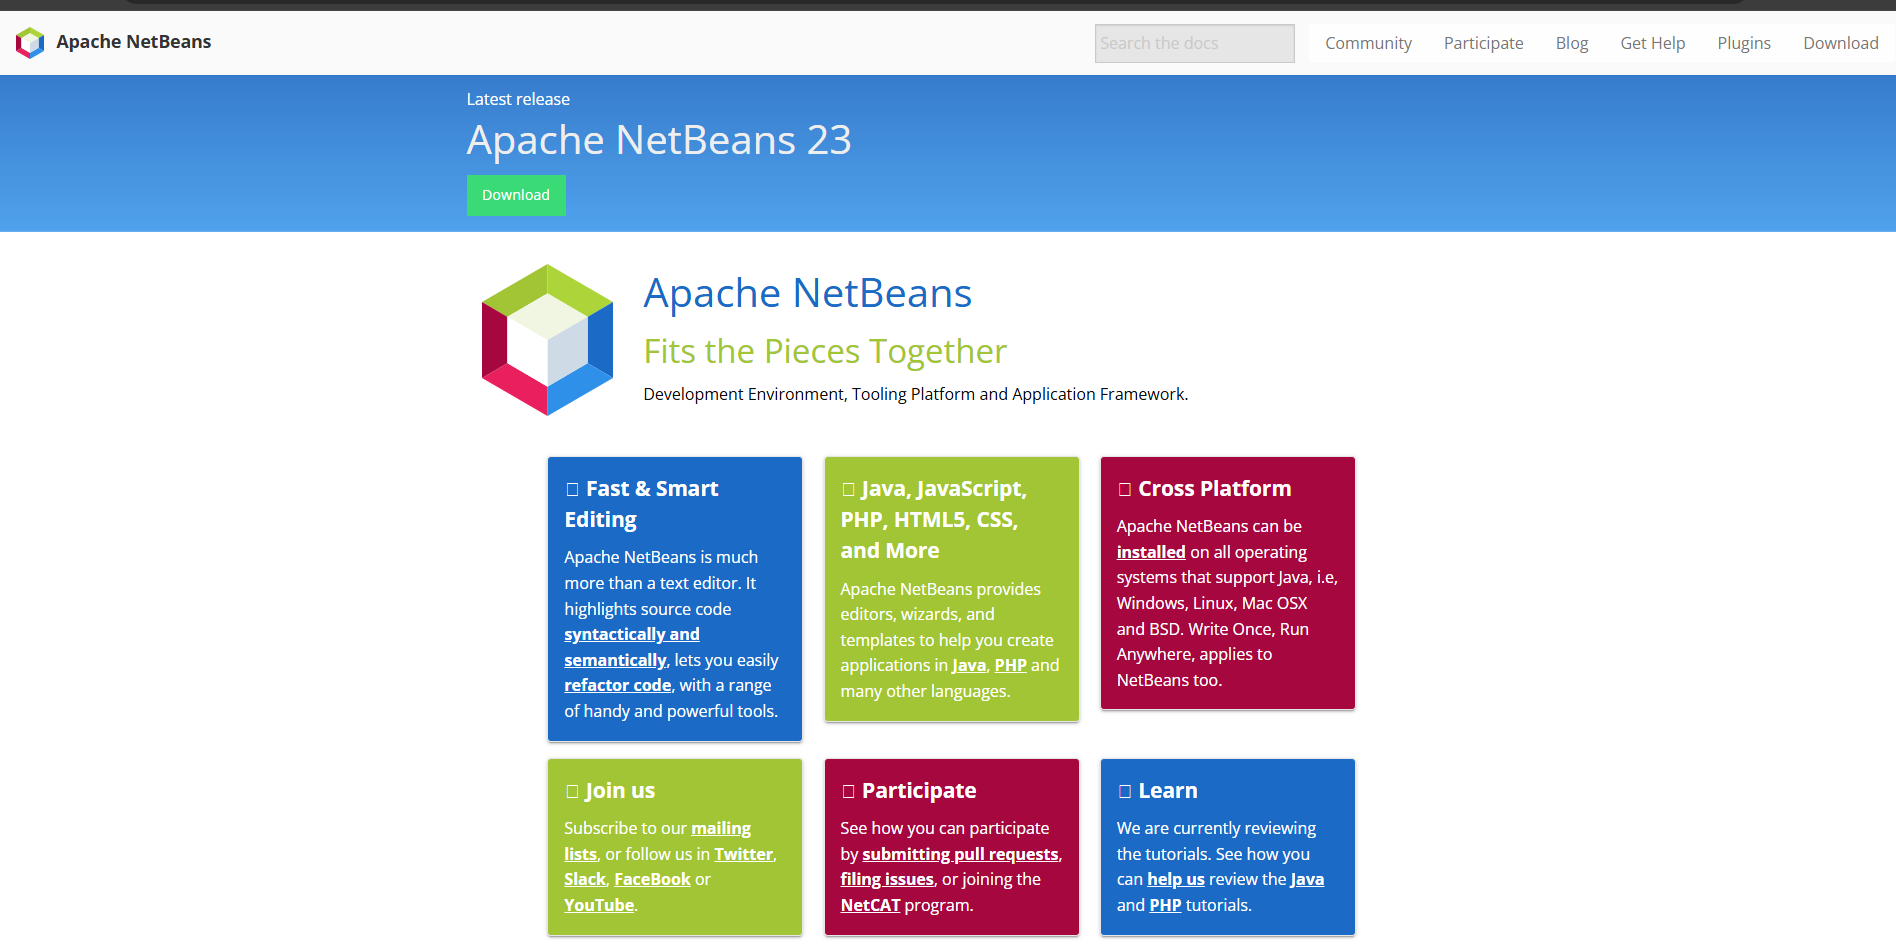 Apache NetBeans
Search the docs
Community
Participate
Blog
Get Help
Plugins
Download
Latest release
Apache NetBeans 23
Download
Apache NetBeans
Fits the Pieces Together
Development Environment, Tooling Platform and Application Framework.
Fast & Smart
Editing
Apache NetBeans is much
more than a text editor. It
highlights source code
syntactically and
semantically, lets you easily
refactor code, with a range
of handy and powerful tools.
Java, JavaScript,
PHP, HTML5, CSS,
and More
Apache NetBeans provides
editors, wizards, and
templates to help you create
applications in Java, PHP and
many other languages.
Cross Platform
Apache NetBeans can be
installed on all operating
systems that support Java, i.e,
Windows, Linux, Mac OSX
and BSD. Write Once, Run
Anywhere, applies to
NetBeans too.
Join us
Subscribe to our mailing
lists, or follow us in Twitter,
Slack, FaceBook or
YouTube.
Participate
See how you can participate
by submitting pull requests,
filing issues, or joining the
NetCAT program.
Learn
We are currently reviewing
the tutorials. See how you
can help us review the Java
and PHP tutorials.